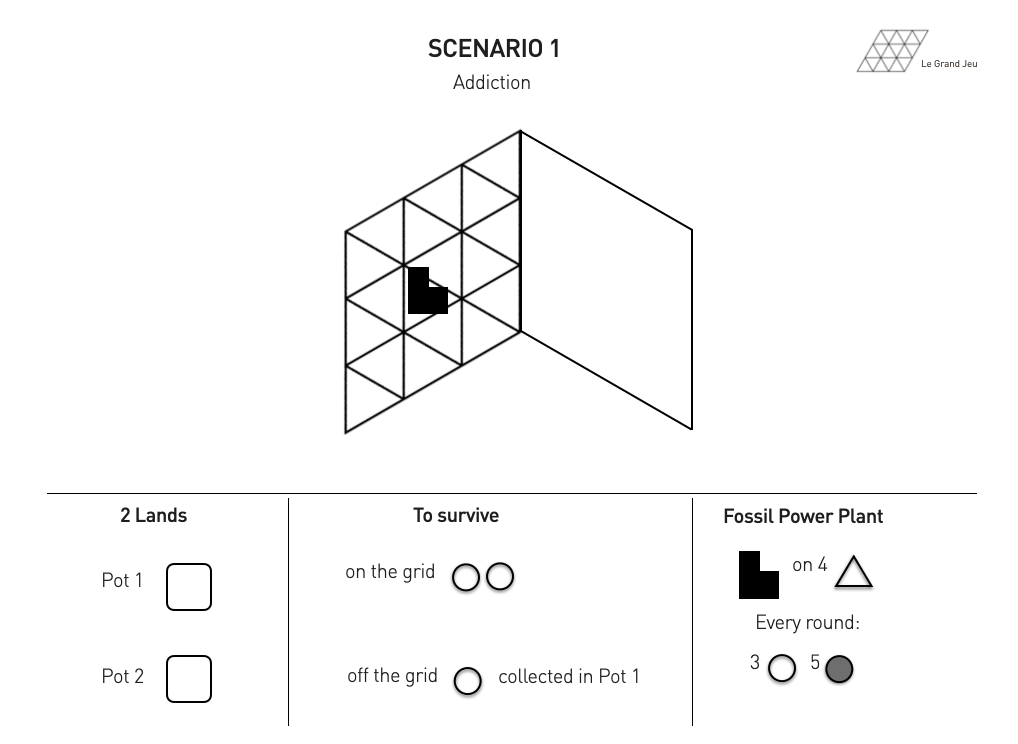 SCENARIO 1
Addiction
Le Grand Jeu
2 Lands
Pot 1
Pot 2
To survive
on the grid
off the grid
collected in Pot 1
Fossil Power Plant
on 4
Every round:
3
5